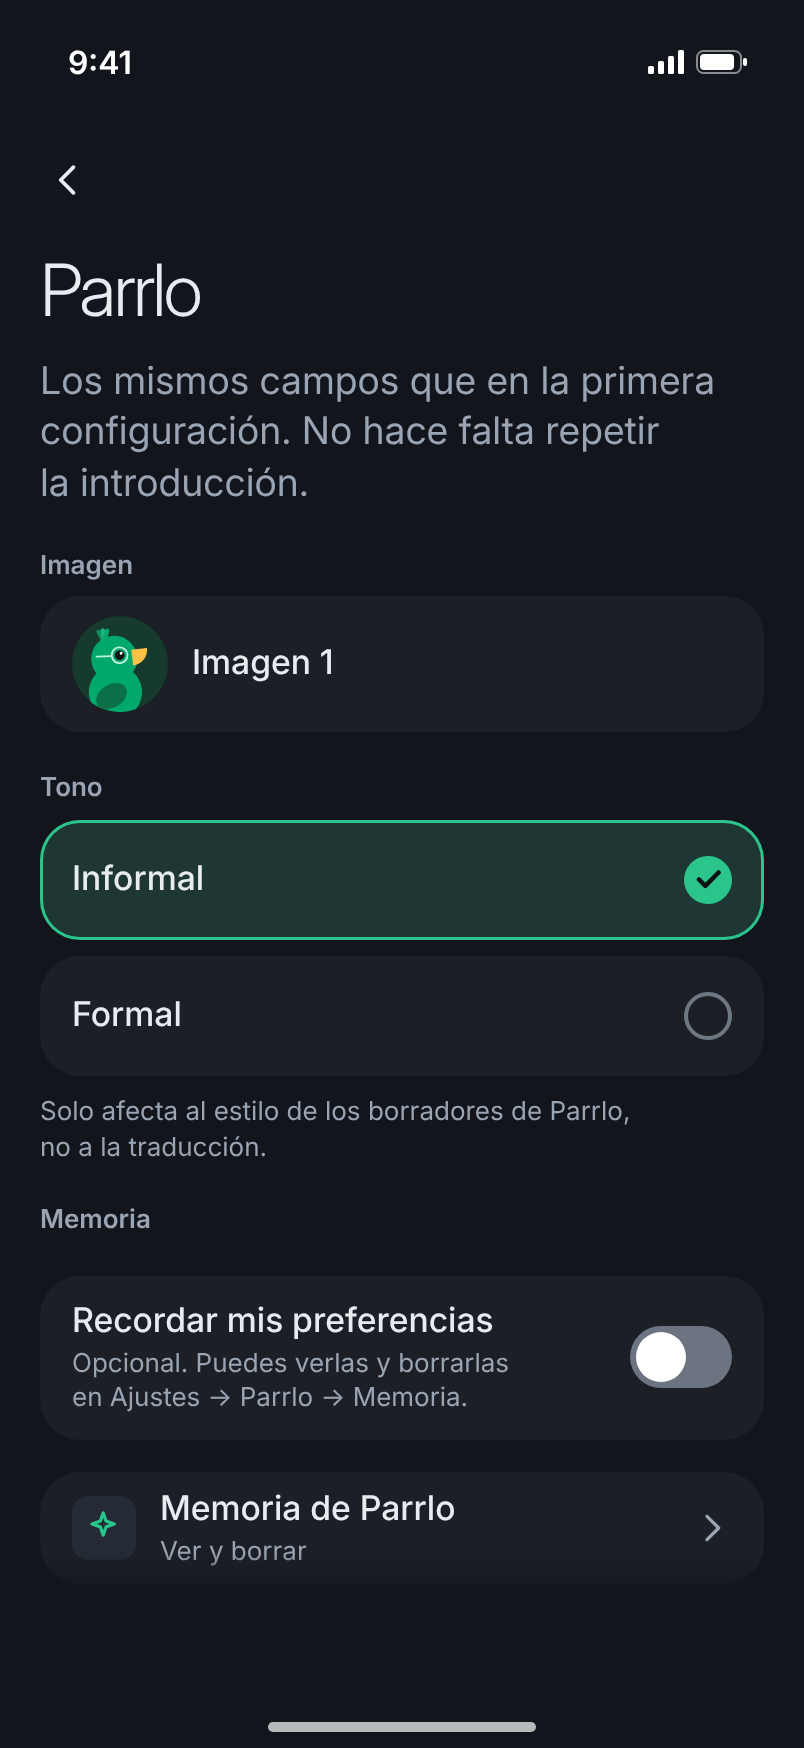 9:41
Parrlo
Los mismos campos que en la primera
configuración. No hace falta repetir
la introducción.
Imagen
Imagen 1
Tono
Informal
Formal
Solo afecta al estilo de los borradores de Parrlo,
no a la traducción.
Memoria
Recordar mis preferencias
Opcional. Puedes verlas y borrarlas
en Ajustes → Parrlo → Memoria.
Memoria de Parrlo
Ver y borrar